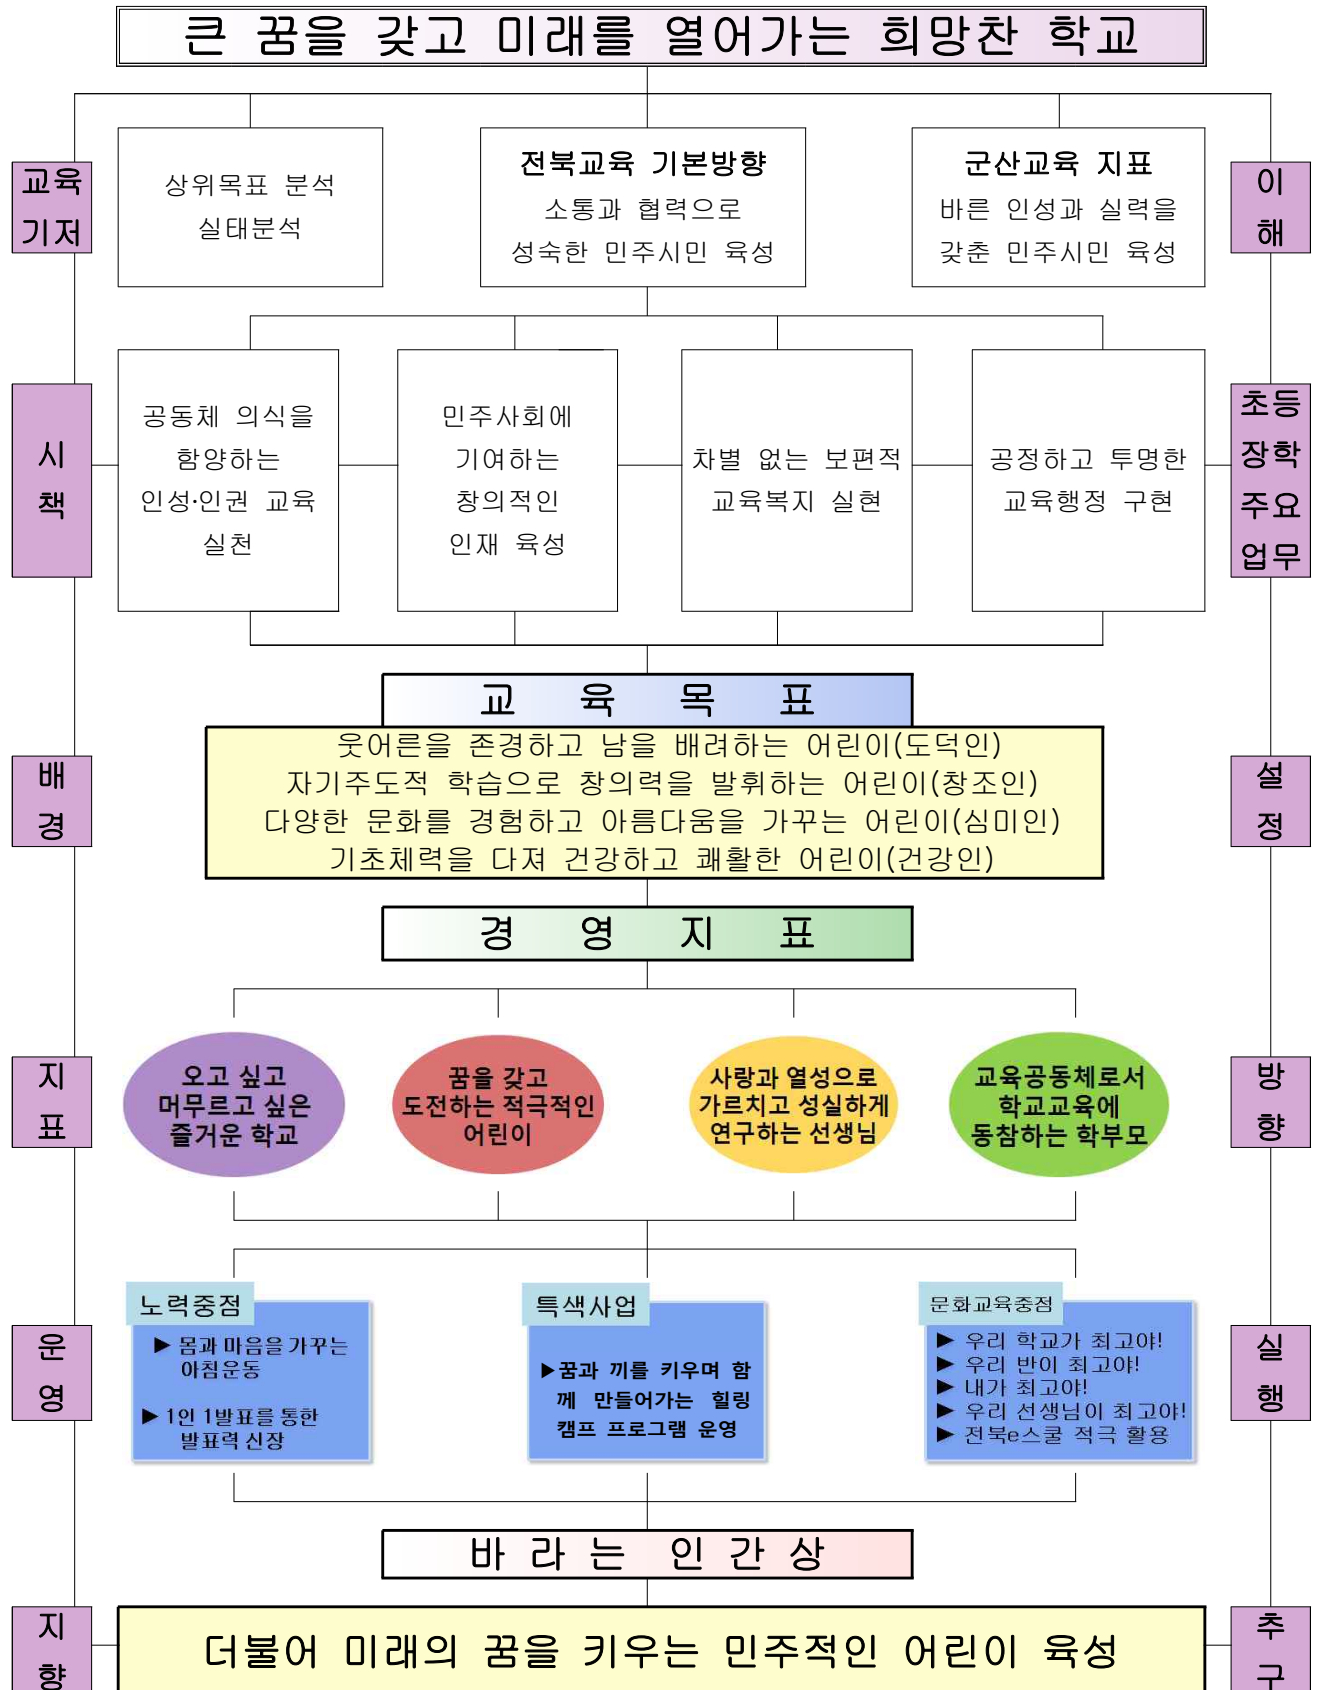 큰 꿈을 갖고 미래를 열어가는 희망찬 학교
교육
기저
상위목표 분석
실태분석
전북교육 기본방향
소통과 협력으로
성숙한 민주시민 육성
군산교육 지표
바른 인성과 실력을
갖춘 민주시민 육성
이
해
시
책
공동체 의식을
함양하는
인성·인권 교육
실천
민주사회에
기여하는
창의적인
인재 육성
차별 없는 보편적
교육복지 실현
공정하고 투명한
교육행정 구현
초등
장학
주요
업무
교 육 목 표
배
경
웃어른을 존경하고 남을 배려하는 어린이(도덕인)
자기주도적 학습으로 창의력을 발휘하는 어린이(창조인)
다양한 문화를 경험하고 아름다움을 가꾸는 어린이(심미인)
기초체력을 다져 건강하고 쾌활한 어린이(건강인)
설
정
경 영 지 표
지
표
오고 싶고
머무르고 싶은
즐거운 학교
꿈을 갖고
도전하는 적극적인
어린이
사랑과 열성으로
가르치고 성실하게
연구하는 선생님
교육공동체로서
학교교육에
동참하는 학부모
방
향
운
영
노력중점
▶ 몸과 마음을 가꾸는
아침운동
▶ 1인 1발표를 통한
발표력 신장
특색사업
▶꿈과 끼를 키우며 함
께 만들어가는 힐링
캠프 프로그램 운영
문화교육중점
▶ 우리 학교가 최고야!
▶ 우리 반이 최고야!
▶ 내가 최고야!
▶ 우리 선생님이 최고야!
▶ 전북e스쿨 적극 활용
실
행
바 라 는 인 간 상
지
향
더불어 미래의 꿈을 키우는 민주적인 어린이 육성
추
구